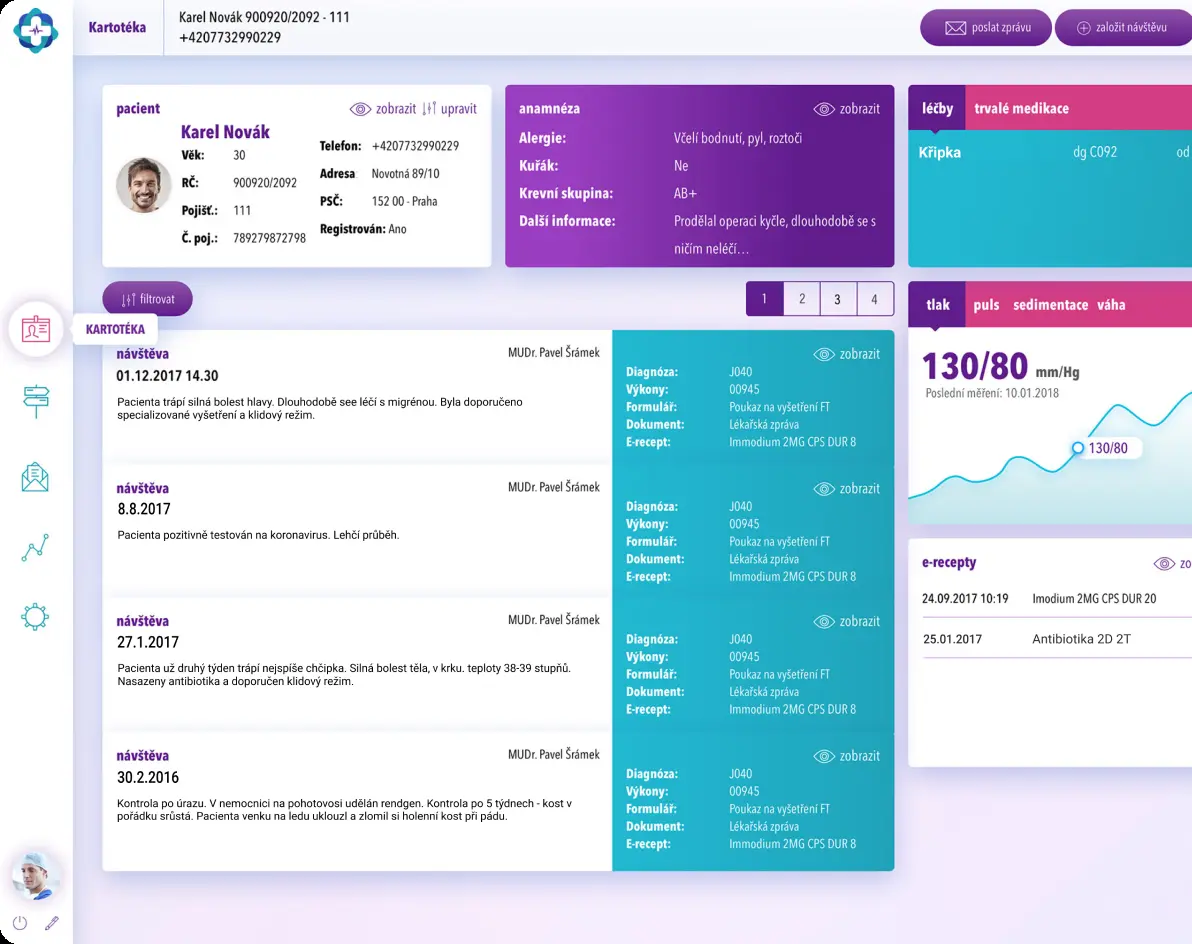 Kartotéka
Karel Novák 900920/2092 - 111
+4207732990229
poslat zprávu
založit návštěvu
pacient
zobrazit
upravit
Karel Novák
Věk: 30
RČ: 900920/2092
Pojišť.: 111
Č. poj.: 789279872798
Telefon: +4207732990229
Adresa Novotná 89/10
PSČ: 152 00 - Praha
Registrován: Ano
anamnéza
zobrazit
Alergie: Včelí bodnutí, pyl, roztoči
Kuřák: Ne
Krevní skupina: AB+
Další informace: Prodělal operaci kyčle, dlouhodobě se s
ničím neléčí…
léčby trvalé medikace
Křipka dg C092 od
filtrovat
1 2 3 4
KARTOTÉKA
návštěva
MUDr. Pavel Šrámek
01.12.2017 14.30
Pacienta trápí silná bolest hlavy. Dlouhodobě see léčí s migrénou. Byla doporučeno
specializované vyšetření a klidový režim.
zobrazit
Diagnóza: J040
Výkony: 00945
Formulář: Poukaz na vyšetření FT
Dokument: Lékařská zpráva
E-recept: Immodium 2MG CPS DUR 8
návštěva
MUDr. Pavel Šrámek
8.8.2017
Pacienta pozitivně testován na koronavirus. Lehčí průběh.
zobrazit
Diagnóza: J040
Výkony: 00945
Formulář: Poukaz na vyšetření FT
Dokument: Lékařská zpráva
E-recept: Immodium 2MG CPS DUR 8
návštěva
MUDr. Pavel Šrámek
27.1.2017
Pacienta už druhý týden trápí nejspíše chčipka. Silná bolest těla, v krku. teploty 38-39 stupňů.
Nasazeny antibiotika a doporučen klidový režim.
zobrazit
Diagnóza: J040
Výkony: 00945
Formulář: Poukaz na vyšetření FT
Dokument: Lékařská zpráva
E-recept: Immodium 2MG CPS DUR 8
návštěva
MUDr. Pavel Šrámek
30.2.2016
Kontrola po úrazu. V nemocnici na pohotovosi udělán rendgen. Kontrola po 5 týdnech - kost v
pořádku srůstá. Pacienta venku na ledu uklouzl a zlomil si holenní kost při pádu.
zobrazit
Diagnóza: J040
Výkony: 00945
Formulář: Poukaz na vyšetření FT
Dokument: Lékařská zpráva
E-recept: Immodium 2MG CPS DUR 8
tlak puls sedimentace váha
130/80 mm/Hg
Poslední měření: 10.01.2018
130/80
e-recepty
zo
24.09.2017 10:19 Imodium 2MG CPS DUR 20
25.01.2017 Antibiotika 2D 2T